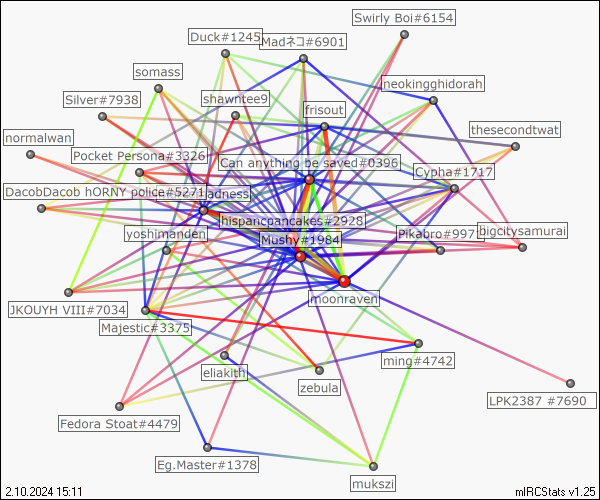 Swirly Boi#6154
Duck#1245
Madネコ#6901
somass
neokingghidorah
Silver#7938
shawntee9
frisout
thesecondtwat
normalwan
Pocket Persona#3326
Can anything be saved#0396
Cypha#1717
DacobDacob hORNY police#5271
adness
hispanicpancakes#2928
yoshimanden
Mushy#1984
Pikabro#997
bigcitysamurai
moonraven
JKOUYH VIII#7034
Majestic#3375
ming#4742
eliakith
zebula
LPK2387 #7690
Fedora Stoat#4479
Eg.Master#1378
mukszi
2.10.2024 15:11
mIRCStats v1.25